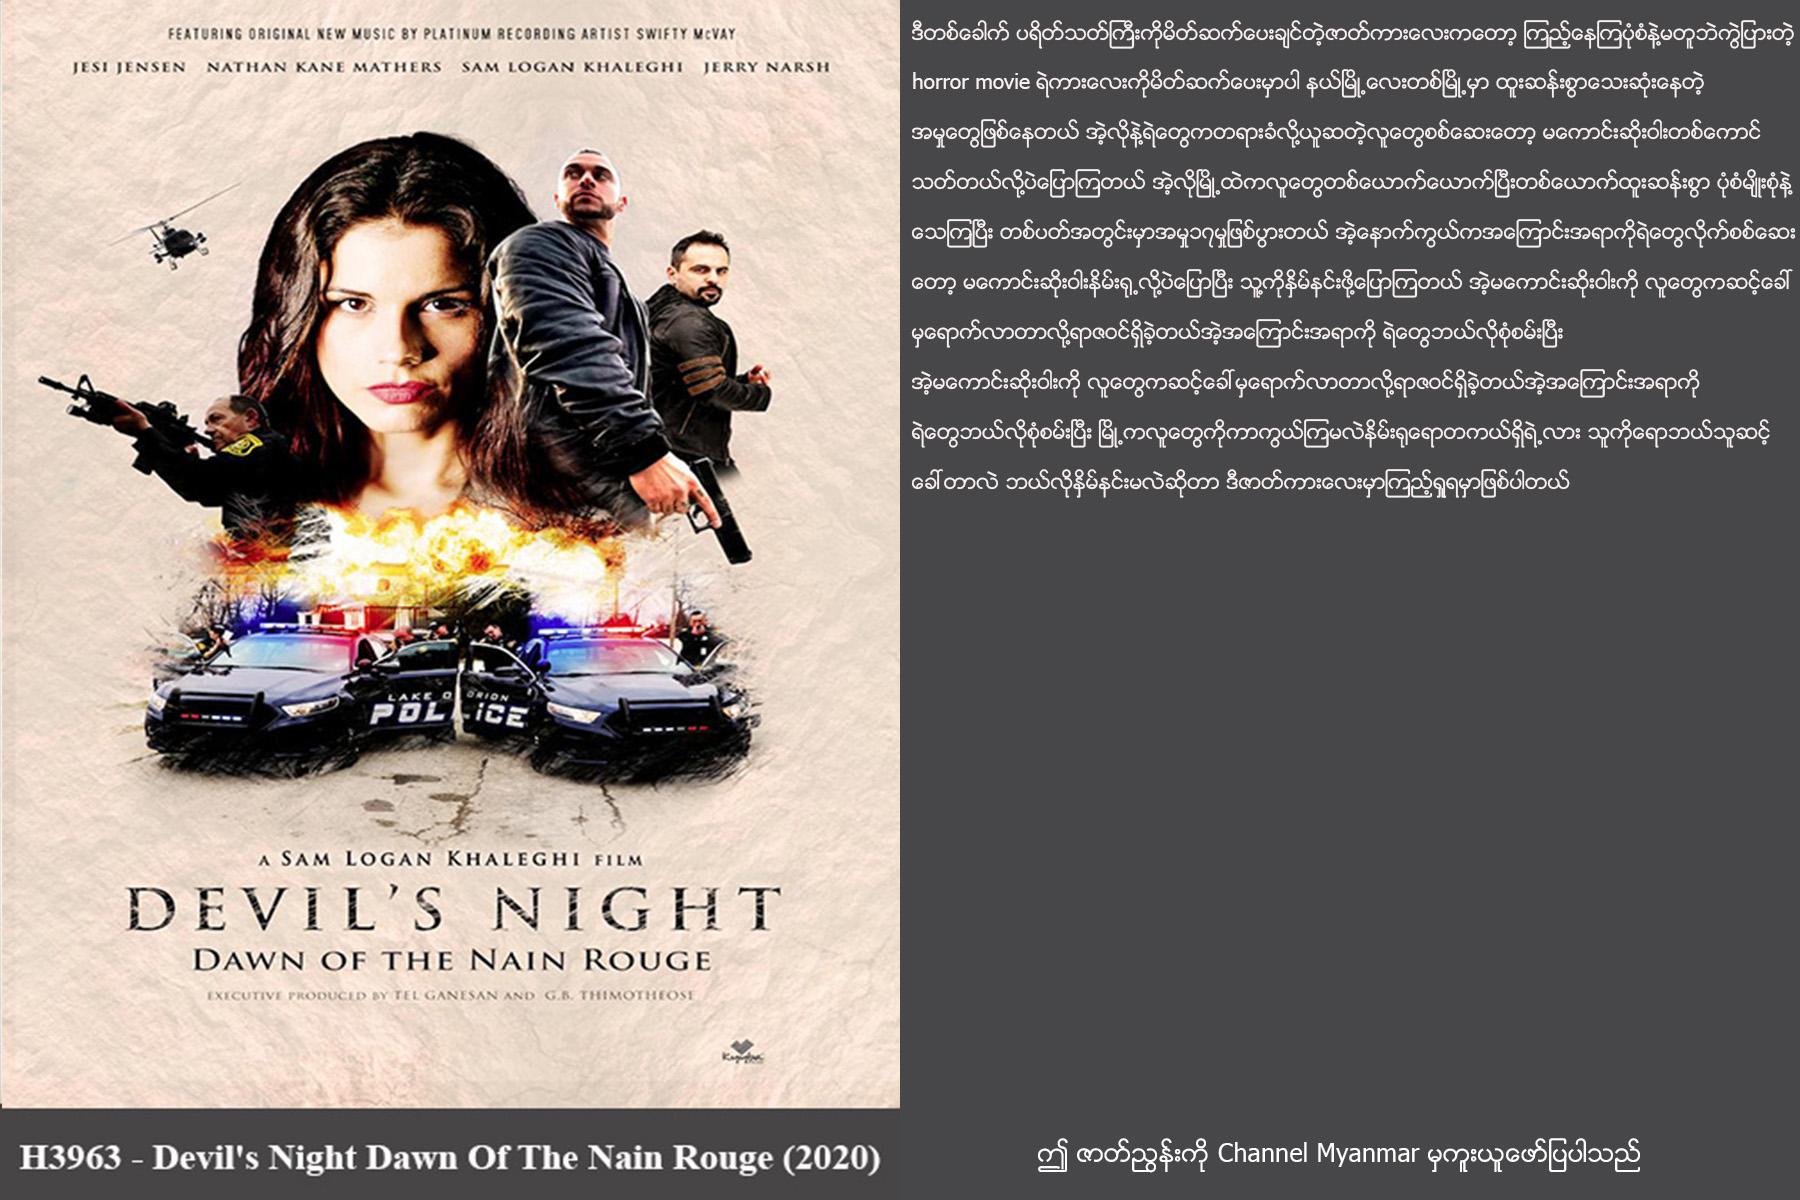 FEATURING ORIGINAL NEW MUSIC BY PLATINUM RECORDING ARTIST SWIFTY McVAY
JESI JENSEN NATHAN KANE MATHERS SAM LOGAN KHALEGHI JERRY NARSH
LAKE ORION
POLICE
A SAM LOGAN KHALEGHI FILM
DEVIL'S NIGHT
DAWN OF THE NAIN ROUGE
EXECUTIVE PRODUCED BY TEL GANESAN AND G.B. THIMOTHEOSE
H3963 - Devil's Night Dawn Of The Nain Rouge (2020)
ဒီတစ်ခေါက် ပရိတ်သတ်ကြီးကိုမိတ်ဆက်ပေးချင်တဲ့ဇာတ်ကားလေးကတော့ ကြည့်နေကြပုံစံနဲ့မတူဘဲကွဲပြားတဲ့
horror movie ရဲကားလေးကိုမိတ်ဆက်ပေးမှာပါ နယ်မြို့လေးတစ်မြို့မှာ ထူးဆန်းစွာသေးဆုံးနေတဲ့
အမှုတွေဖြစ်နေတယ် အဲ့လိုနဲ့ရဲတွေကတရားခံလို့ယူဆတဲ့လူတွေစစ်ဆေးတော့ မကောင်းဆိုးဝါးတစ်ကောင်
သတ်တယ်လို့ပဲပြောကြတယ် အဲ့လိုမြို့ထဲကလူတွေတစ်ယောက်ယောက်ပြီးတစ်ယောက်ထူးဆန်းစွာ ပုံစံမျိုးစုံနဲ့
သေကြပြီး တစ်ပတ်အတွင်းမှာအမှု၁၇မှုဖြစ်ပွားတယ် အဲ့နောက်ကွယ်ကအကြောင်းအရာကိုရဲတွေလိုက်စစ်ဆေး
တော့ မကောင်းဆိုးဝါးနိမ်းရု့လို့ပဲပြောပြီး သူ့ကိုနှိမ်နင်းဖို့ပြောကြတယ် အဲ့မကောင်းဆိုးဝါးကို လူတွေကဆင့်ခေါ်
မှရောက်လာတာလို့ရာဇဝင်ရှိခဲ့တယ်အဲ့အကြောင်းအရာကို ရဲတွေဘယ်လိုစုံစမ်းပြီး
အဲ့မကောင်းဆိုးဝါးကို လူတွေကဆင့်ခေါ်မှရောက်လာတာလို့ရာဇဝင်ရှိခဲ့တယ်အဲ့အကြောင်းအရာကို
ရဲတွေဘယ်လိုစုံစမ်းပြီး မြို့ကလူတွေကိုကာကွယ်ကြမလဲနိမ်းရုရောတကယ်ရှိရဲ့လား သူကိုရောဘယ်သူဆင့်
ခေါ်တာလဲ ဘယ်လိုနှိမ်နင်းမလဲဆိုတာ ဒီဇာတ်ကားလေးမှာကြည့်ရှုရမှာဖြစ်ပါတယ်
ဤ ဇာတ်ညွှန်းကို Channel Myanmar မှကူးယူဖော်ပြပါသည်